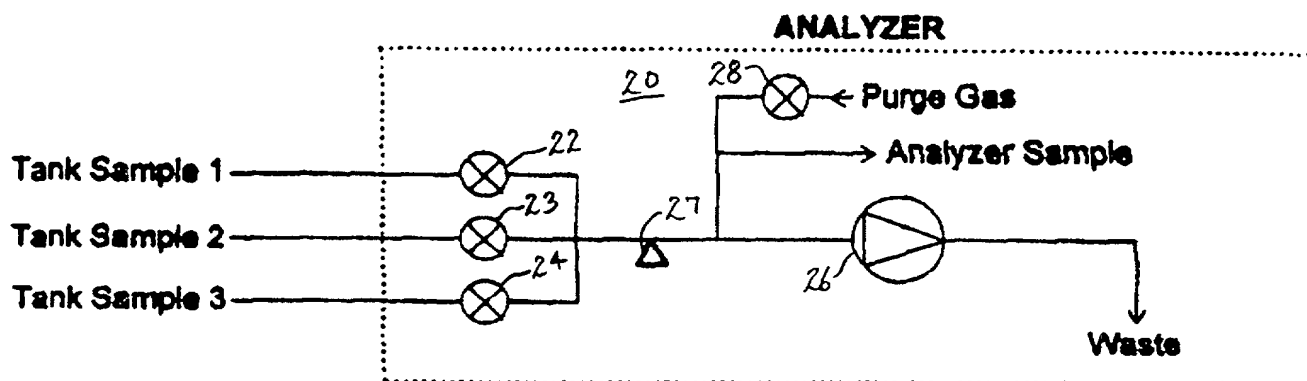 ANALYZER
20
28
Purge Gas
Analyzer Sample
Tank Sample 1
22
Tank Sample 2
23
27
Tank Sample 3
24
26
Waste